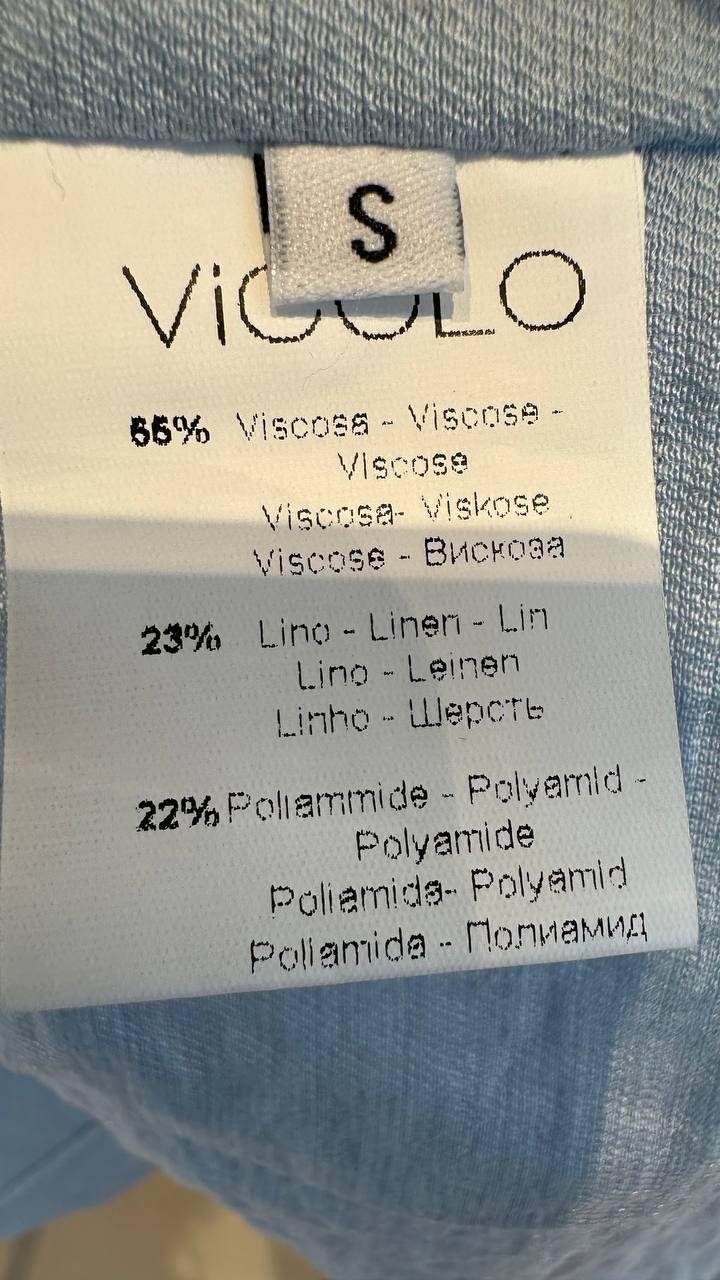 S
ViCOLO
55% Viscosa - Viscose -
Viscose
Viscosa- Viskose
Viscose - Вискоза
23% Lino - Linen - Lin
Lino - Leinen
Linho - Шерсть
22% Poliammide - Polyamid -
Polyamide
Poliamida- Polyamid
Poliamida - Полиамид